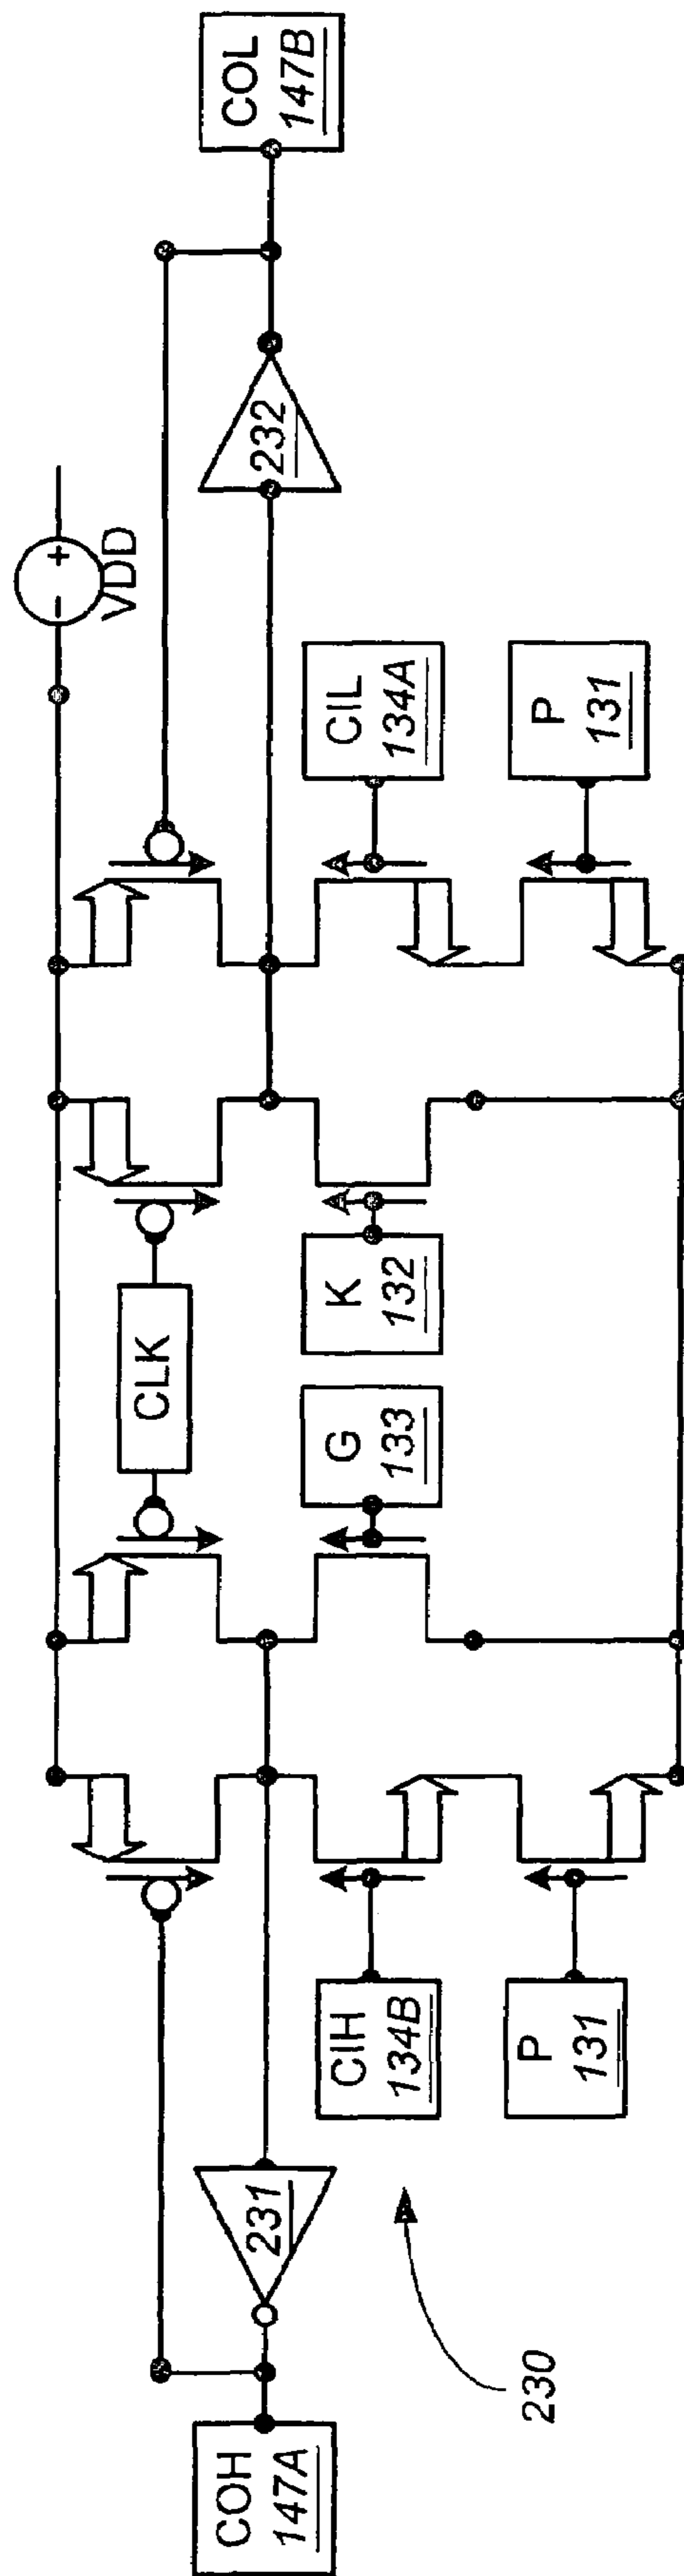 COL
147B
+
-
VDD
232
CIL
134A
P
131
CLK
K
132
G
133
CIH
134B
P
131
231
COH
147A
230